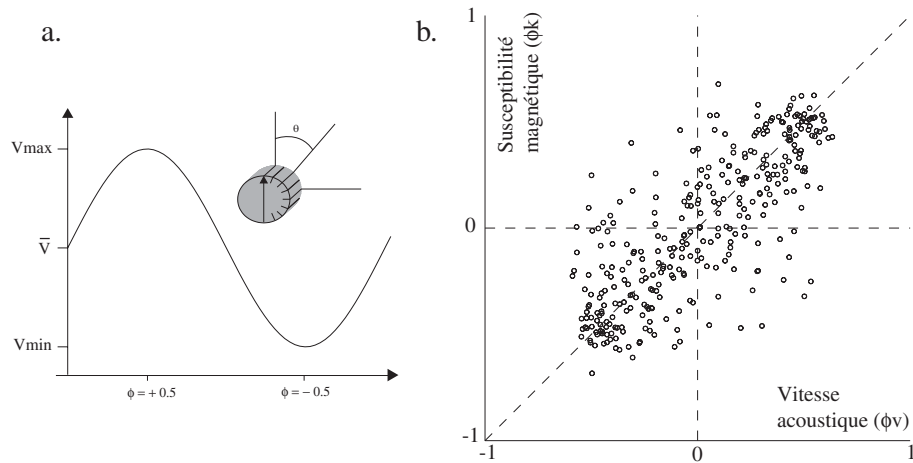 a.
Vmax
V̄
Vmin
θ
ϕ = + 0.5
ϕ = – 0.5
b.
1
Susceptibilité
magnétique (ϕk)
0
-1
Vitesse
acoustique (ϕv)
-1
0
1